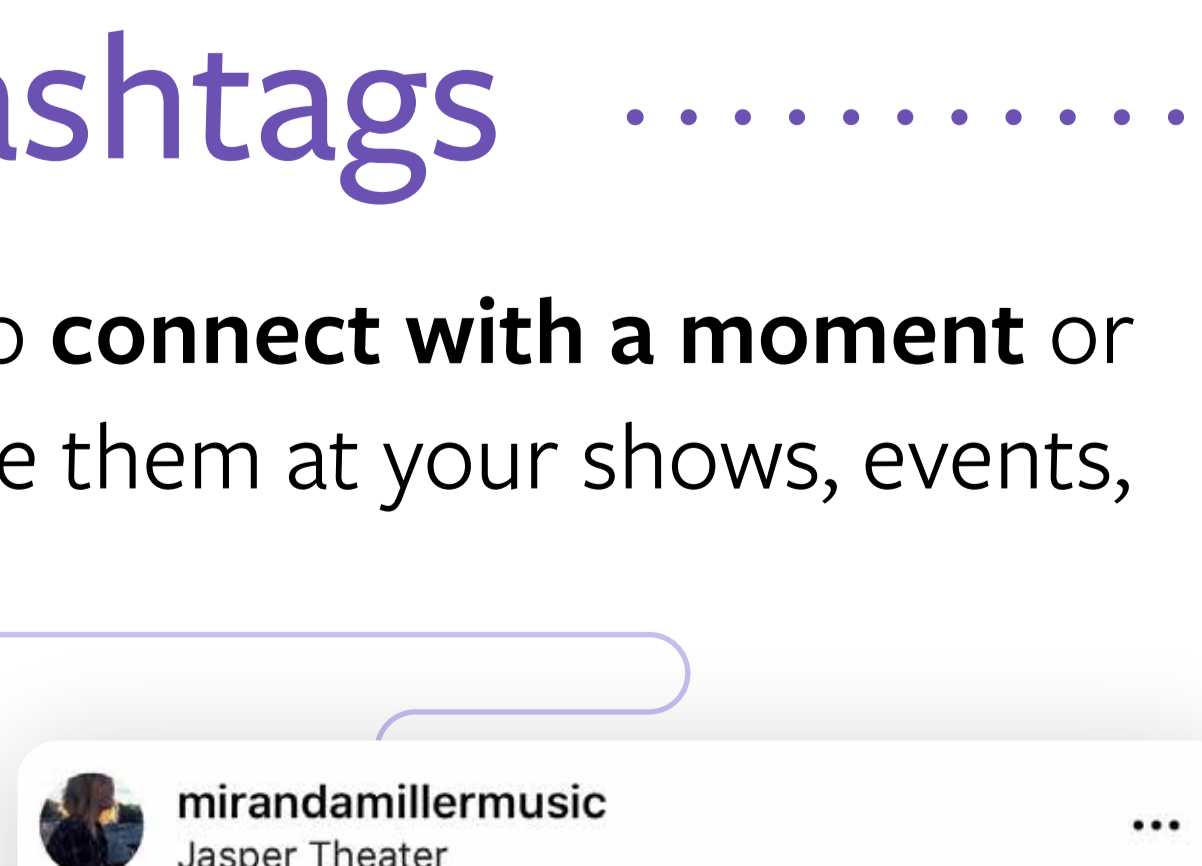 ashtags
o connect with a moment or
e them at your shows, events,
mirandamillermusic
Jasper Theater